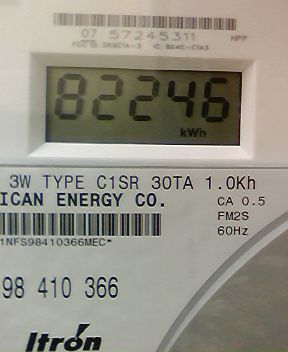 07 57245311 HPP
82246
kWh
3W TYPE C1SR 30TA 1.0Kh
ICAN ENERGY CO. CA 0.5
FM2S
60Hz
1NFS98410366MEC*
98 410 366
Itron